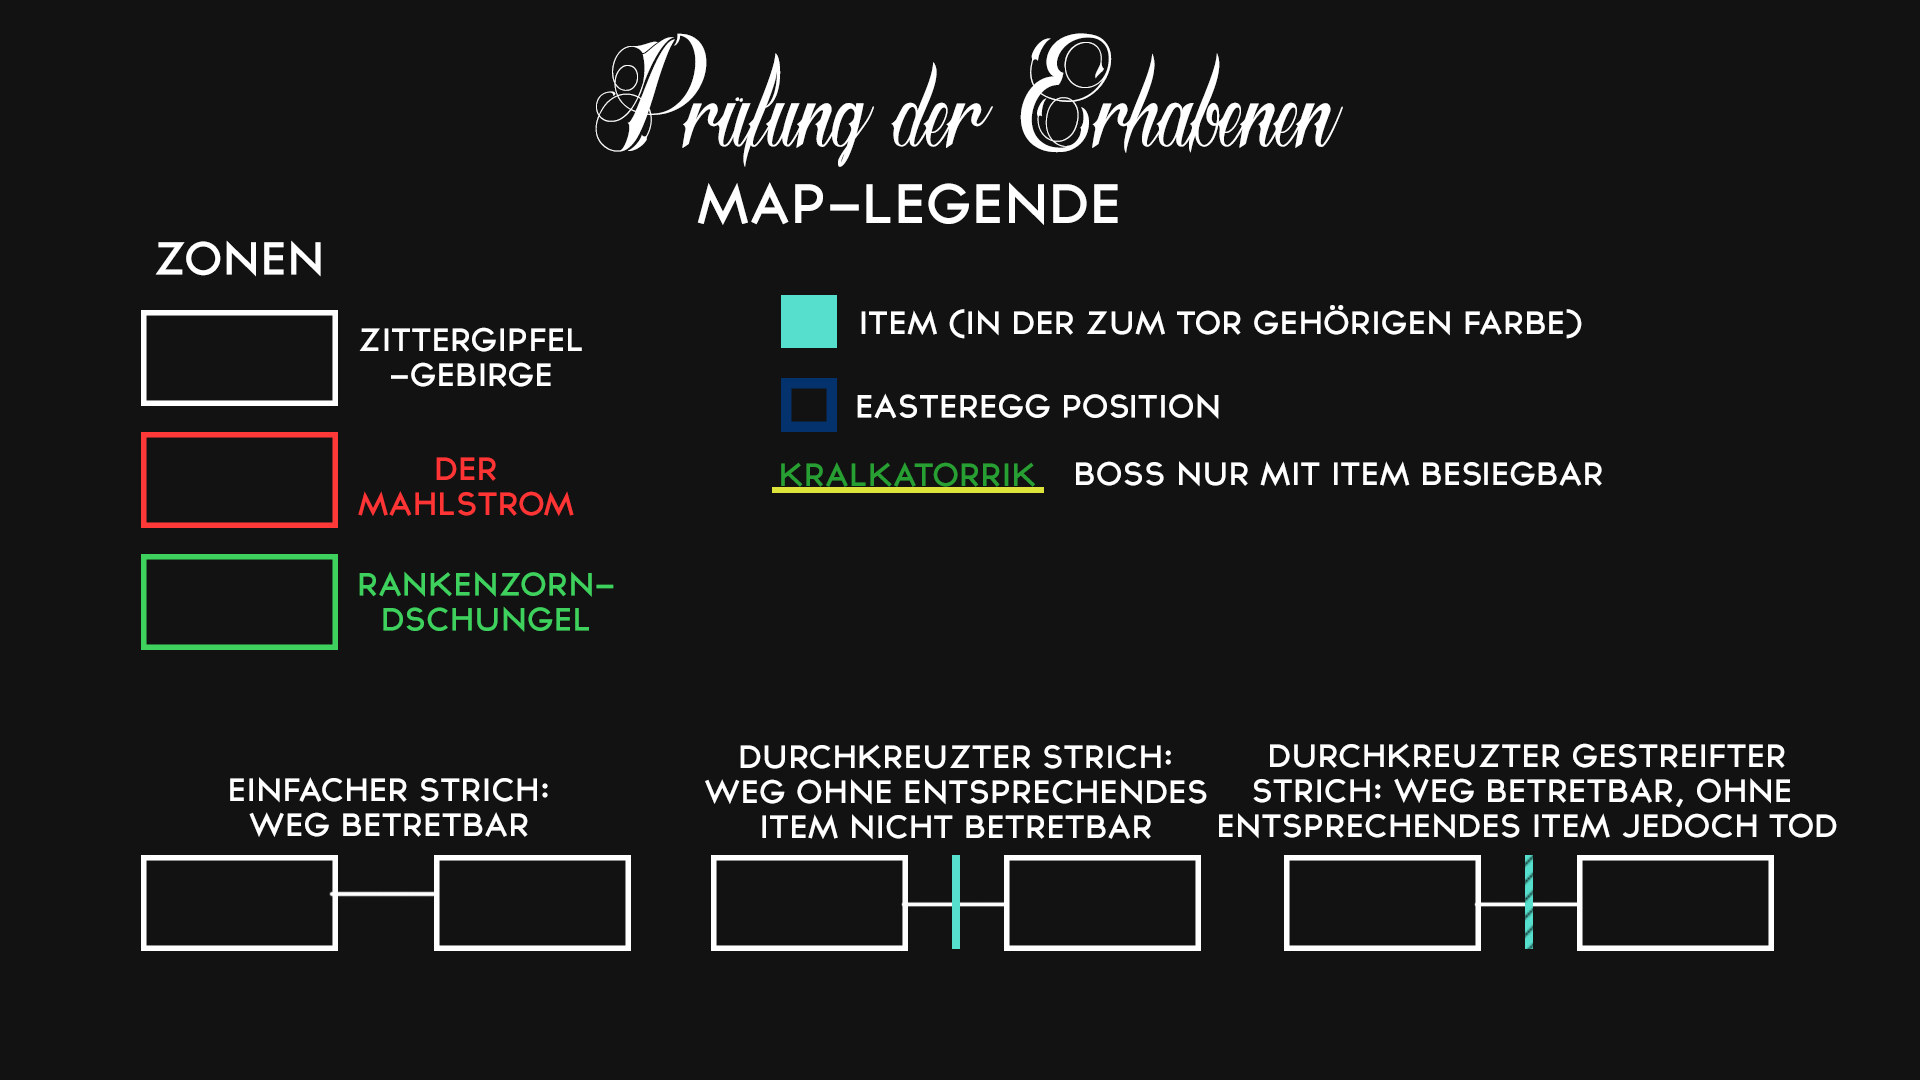 Prüfung der Erhabenen
MAP-LEGENDE
ZONEN
ZITTERGIPFEL
-GEBIRGE
DER
MAHLSTROM
RANKENZORN-
DSCHUNGEL
ITEM (IN DER ZUM TOR GEHÖRIGEN FARBE)
EASTEREGG POSITION
KRALKATORRIK BOSS NUR MIT ITEM BESIEGBAR
EINFACHER STRICH:
WEG BETRETBAR
DURCHKREUZTER STRICH:
WEG OHNE ENTSPRECHENDES
ITEM NICHT BETRETBAR
DURCHKREUZTER GESTREIFTER
STRICH: WEG BETRETBAR, OHNE
ENTSPRECHENDES ITEM JEDOCH TOD